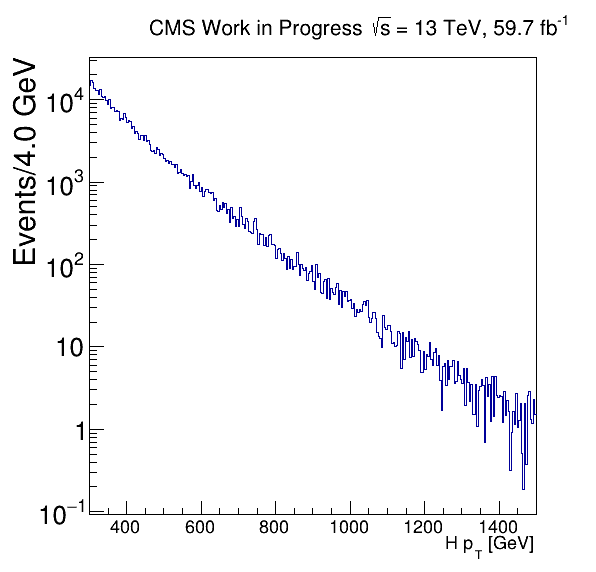 CMS Work in Progress √s = 13 TeV, 59.7 fb⁻¹
Events/4.0 GeV
10⁴
10³
10²
10
1
10⁻¹
400 600 800 1000 1200 1400
H p_T [GeV]